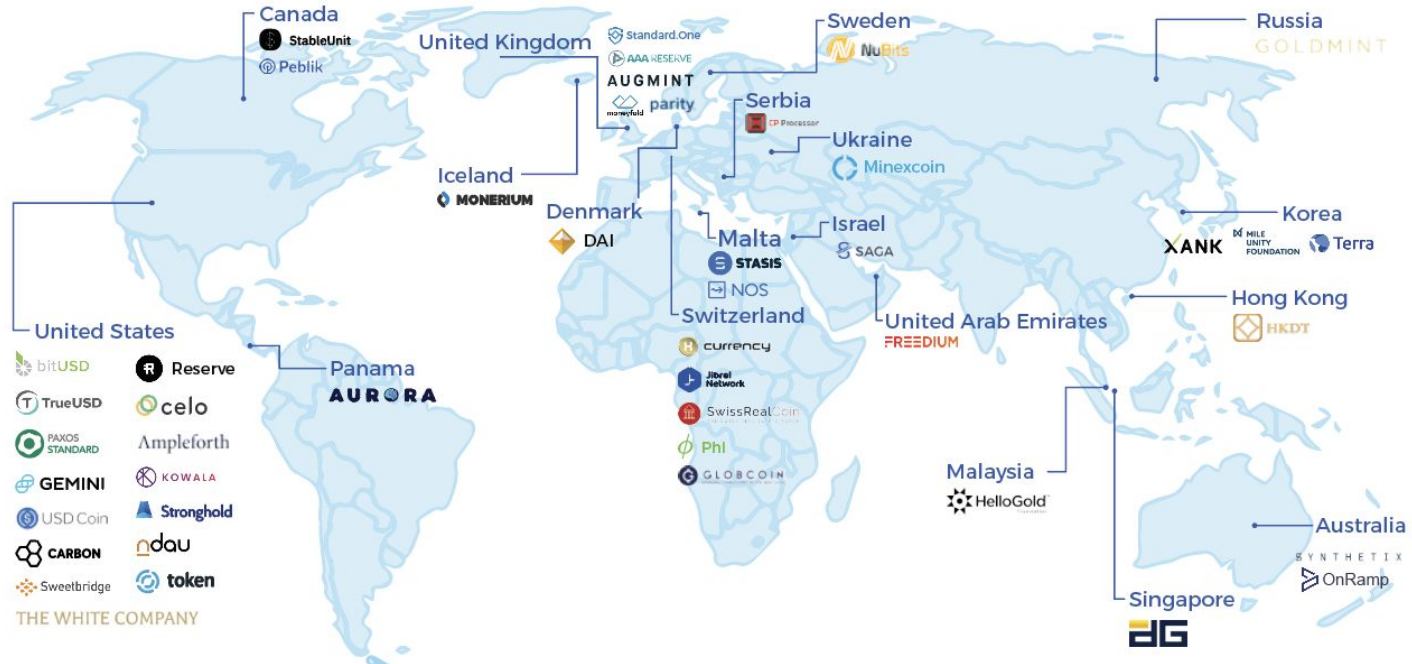 Canada
StableUnit
Peblik
United Kingdom
Standard.One
AAA RESERVE
AUGMINT
moneyfold
parity
Sweden
NuBits
Russia
GOLDMINT
Serbia
CP Processor
Ukraine
Minexcoin
Iceland
MONERIUM
Denmark
DAI
Malta
STASIS
NOS
Israel
SAGA
Korea
XANK
MILE
UNITY
FOUNDATION
Terra
Hong Kong
HKDT
Switzerland
currency
Jibrel
Network
SwissRealCoin
Phi
GLOBCOIN
United Arab Emirates
FREEDIUM
United States
bitUSD
Reserve
TrueUSD
celo
PAXOS
STANDARD
Ampleforth
GEMINI
KOWALA
USD Coin
Stronghold
CARBON
ndau
Sweetbridge
token
THE WHITE COMPANY
Panama
AURORA
Malaysia
HelloGold
Australia
SYNTHETIX
OnRamp
Singapore
DG